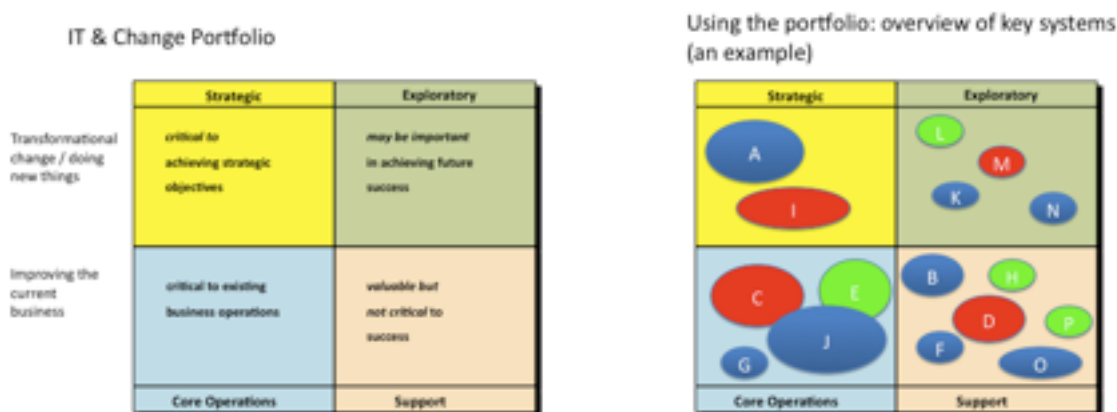 IT & Change Portfolio
Strategic
Exploratory
Transformational
change / doing
new things
critical to
achieving strategic
objectives
may be important
in achieving future
success
Improving the
current
business
critical to existing
business operations
valuable but
not critical to
success
Core Operations
Support
Using the portfolio: overview of key systems
(an example)
Strategic
Exploratory
A
I
L
M
K
N
C
E
J
G
B
H
D
P
F
O
Core Operations
Support